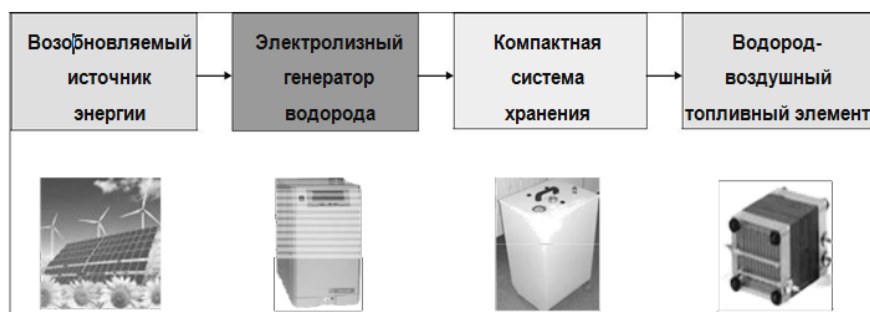 Возобновляемый
источник
энергии
Электролизный
генератор
водорода
Компактная
система
хранения
Водород-
воздушный
топливный элемент